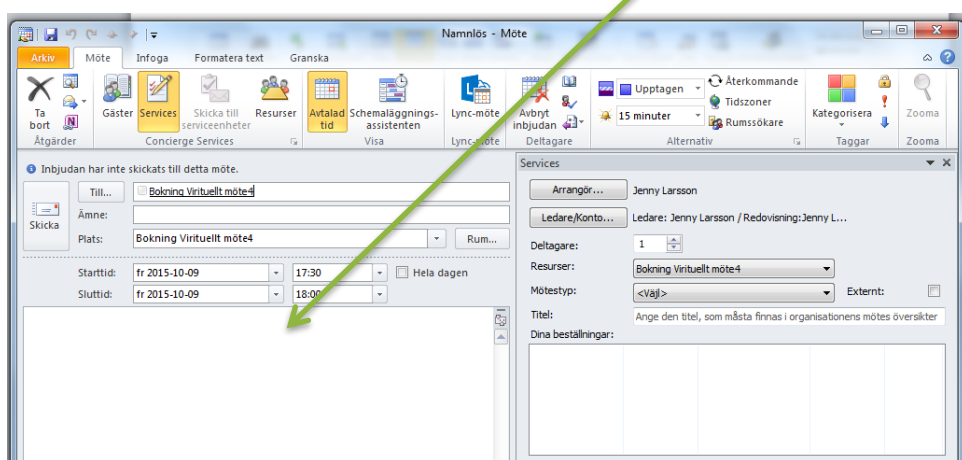 Namnlös - Möte
Arkiv Möte Infoga Formatera text Granska
Ta bort Gäster Services Skicka till serviceenheter Resurser Avtalad tid Schemaläggnings- assistenten Lync-möte Avbryt inbjudan Upptagen 15 minuter Återkommande Tidszoner Rumssökare Kategorisera Zooma
Åtgärder Concierge Services Visa Lync-möte Deltagare Alternativ Taggar Zooma
Inbjudan har inte skickats till detta möte.
Skicka
Till... Bokning Virituellt möte4
Ämne:
Plats: Bokning Virituellt möte4 Rum...
Starttid: fr 2015-10-09 17:30 Hela dagen
Sluttid: fr 2015-10-09 18:00
Services
Arrangör... Jenny Larsson
Ledare/Konto... Ledare: Jenny Larsson / Redovisning:Jenny L...
Deltagare: 1
Resurser: Bokning Virituellt möte4
Mötestyp: <Väjl> Externt:
Titel: Ange den titel, som måsta finnas i organisationens mötes översikter
Dina beställningar: